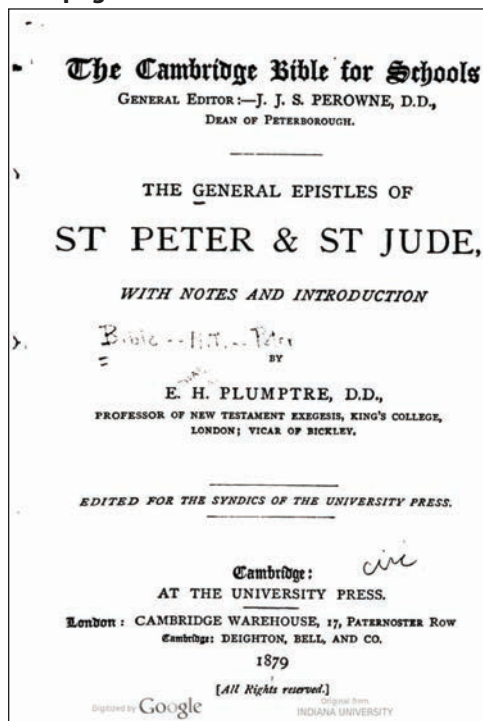 The Cambridge Bible for Schools
GENERAL EDITOR:—J. J. S. PEROWNE, D.D.,
DEAN OF PETERBOROUGH.
THE GENERAL EPISTLES OF
ST PETER & ST JUDE,
WITH NOTES AND INTRODUCTION
Bible -- N.T. -- Peter
BY
E. H. PLUMPTRE, D.D.,
PROFESSOR OF NEW TESTAMENT EXEGESIS, KING'S COLLEGE,
LONDON; VICAR OF BICKLEY.
EDITED FOR THE SYNDICS OF THE UNIVERSITY PRESS.
circ
Cambridge:
AT THE UNIVERSITY PRESS.
London: CAMBRIDGE WAREHOUSE, 17, PATERNOSTER ROW
Cambridge: DEIGHTON, BELL, AND CO.
1879
[All Rights reserved.]
Digitized by Google
Original from
INDIANA UNIVERSITY